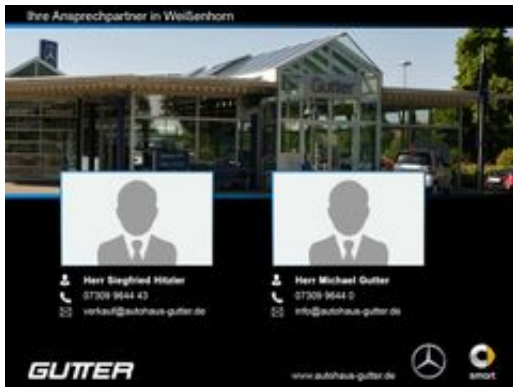 Ihre Ansprechpartner in Weißenhorn
Gutter
Herr Siegfried Hitzler
07309 9644 43
verkauf@autohaus-gutter.de
Herr Michael Gutter
07309 9644 0
info@autohaus-gutter.de
GUTTER
www.autohaus-gutter.de
smart